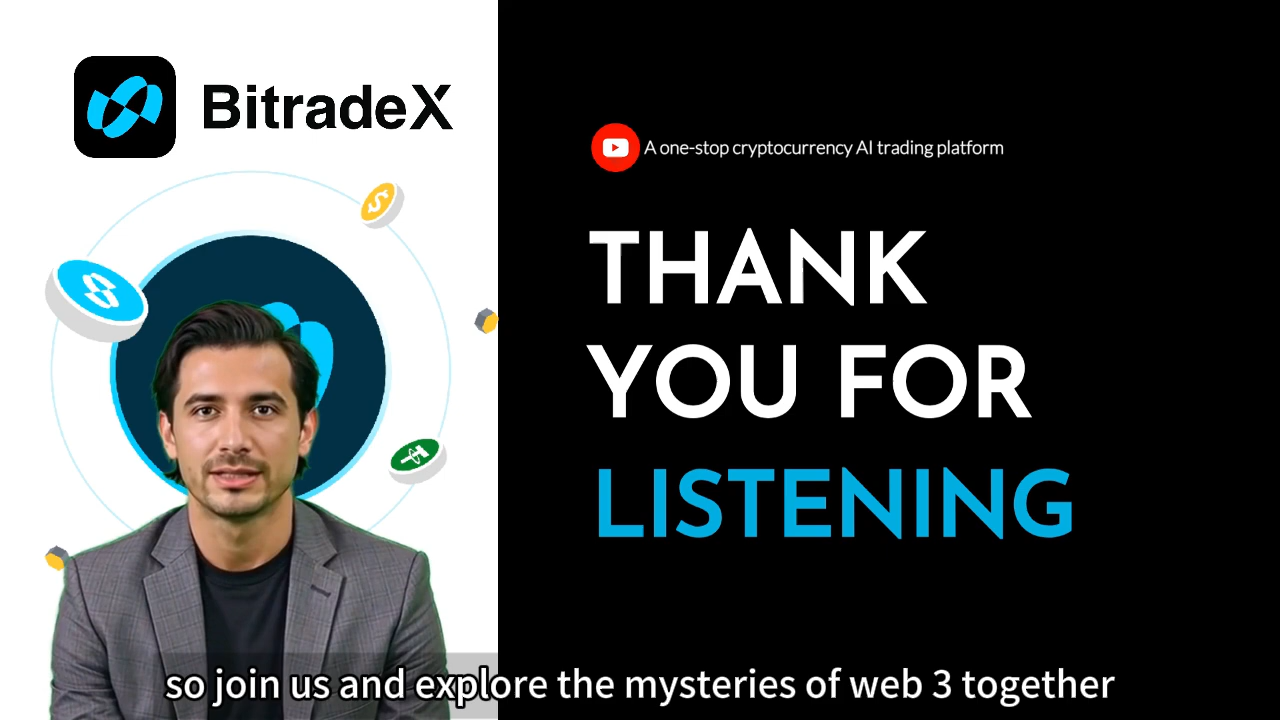 BitradeX
A one-stop cryptocurrency AI trading platform
THANK
YOU FOR
LISTENING
so join us and explore the mysteries of web 3 together